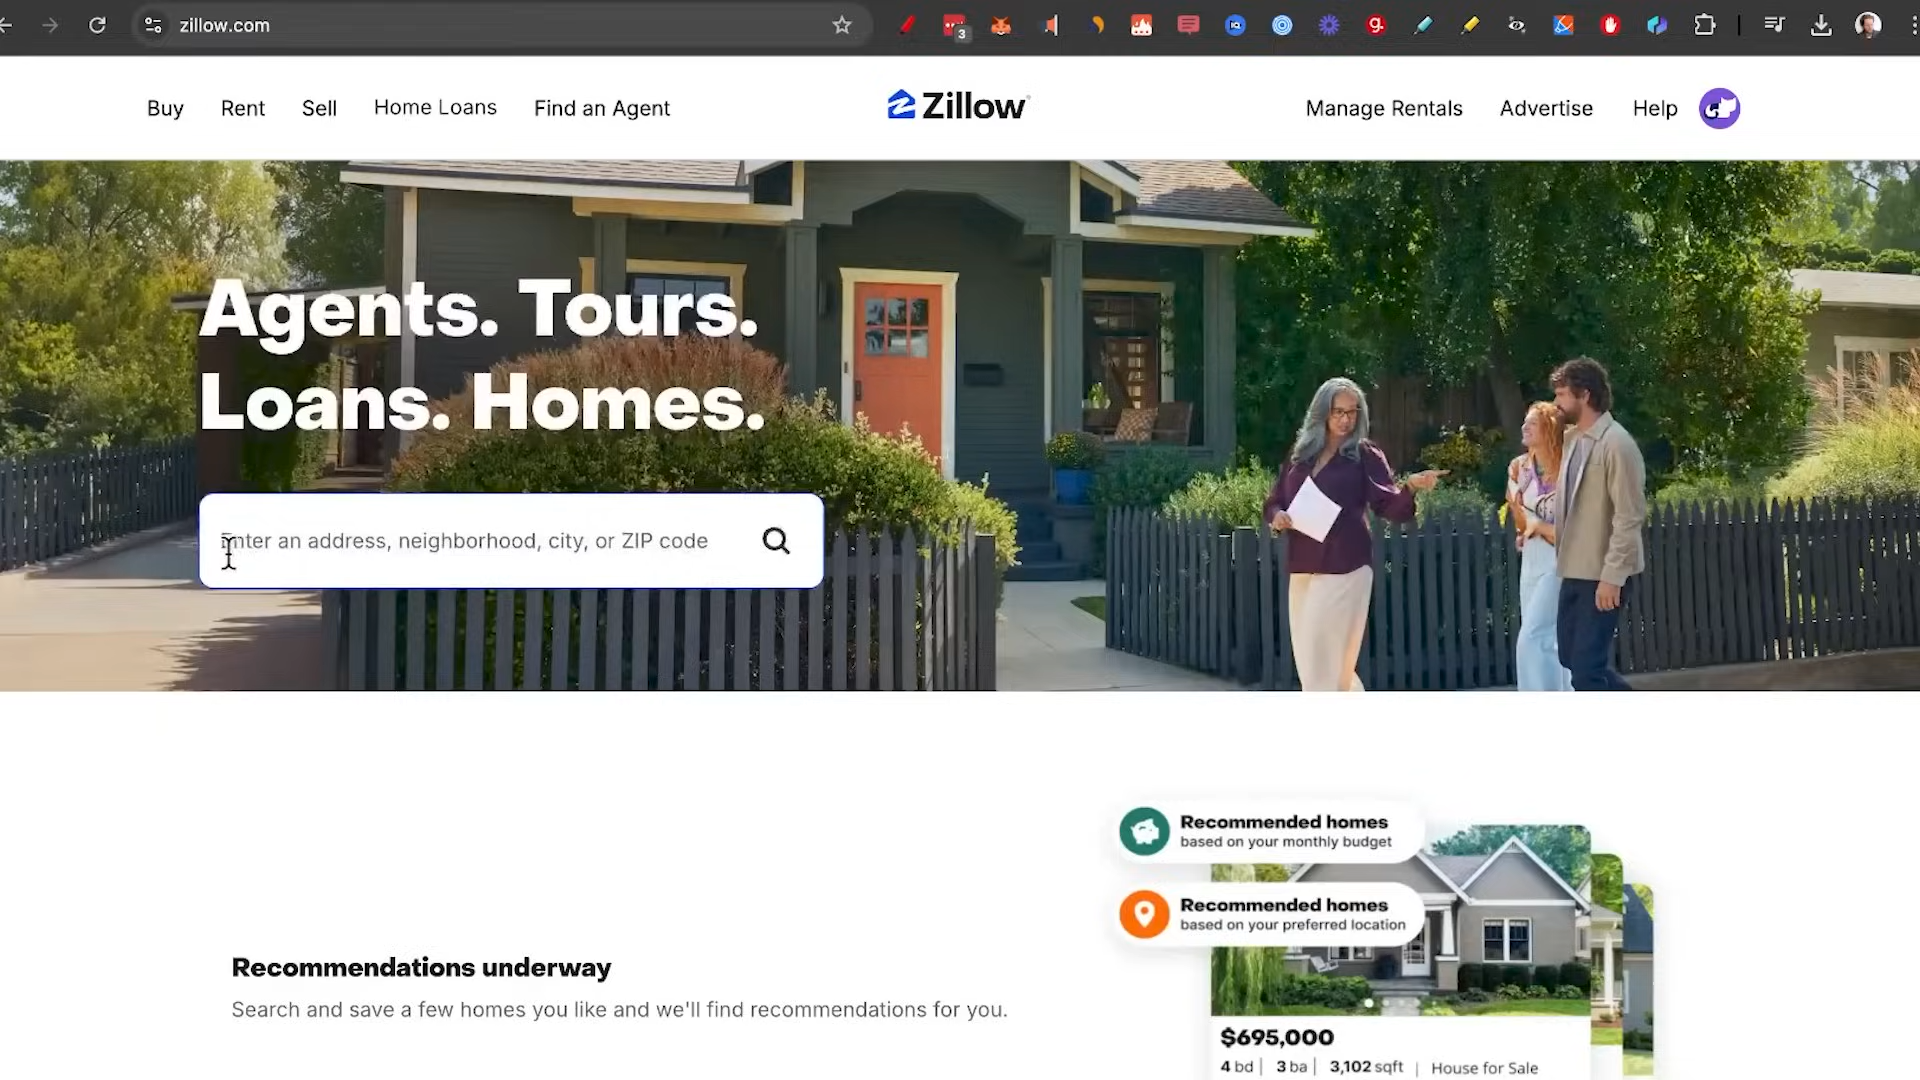 zillow.com
3
Buy
Rent
Sell
Home Loans
Find an Agent
Zillow
Manage Rentals
Advertise
Help
Agents. Tours.
Loans. Homes.
Enter an address, neighborhood, city, or ZIP code
Recommended homes
based on your monthly budget
Recommended homes
based on your preferred location
Recommendations underway
Search and save a few homes you like and we'll find recommendations for you.
$695,000
4 bd | 3 ba | 3,102 sqft | House for Sale